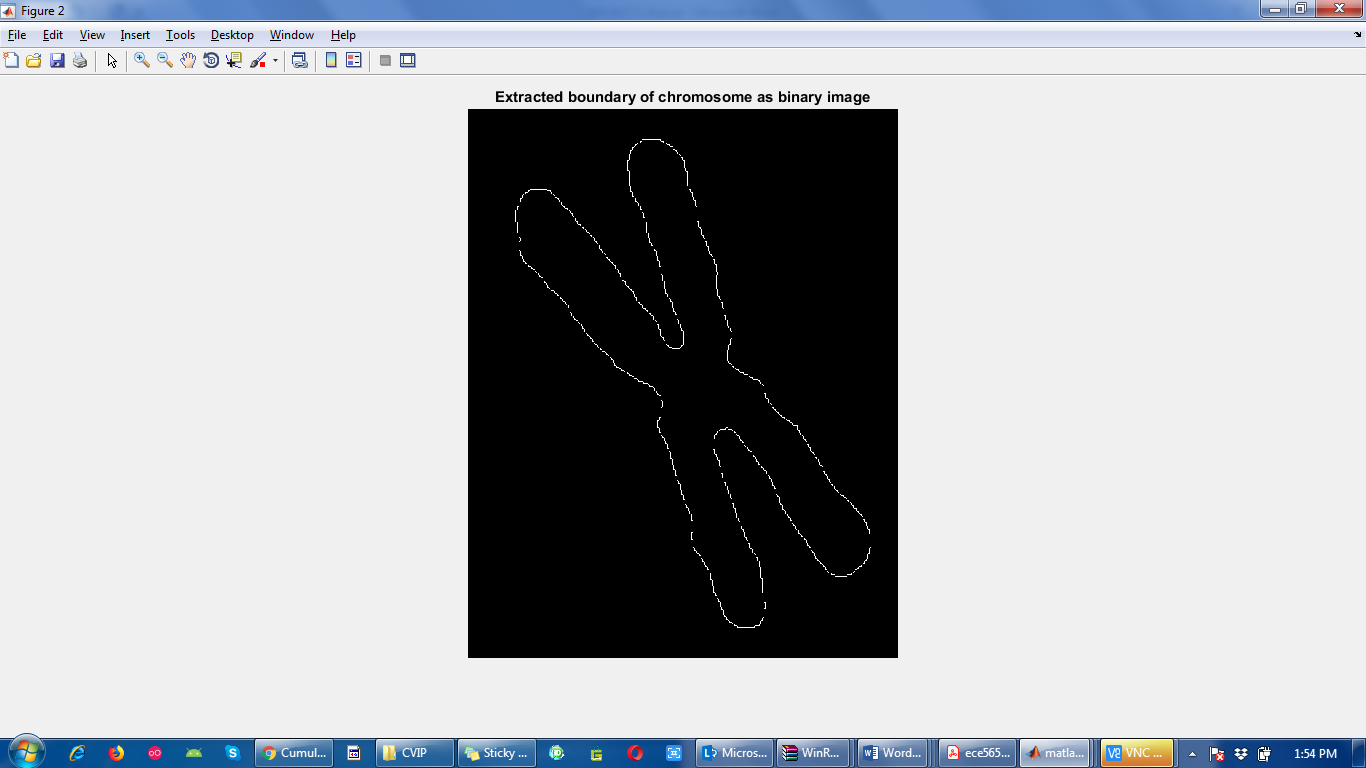 Figure 2
File Edit View Insert Tools Desktop Window Help
Extracted boundary of chromosome as binary image
Cumul... CVIP Sticky ... Micros... WinR... Word... ece565... matla... VNC ... 1:54 PM